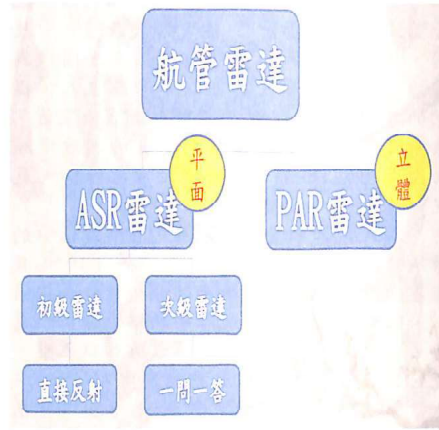 航管雷達
平面
立體
ASR雷達
PAR雷達
初級雷達
次級雷達
直接反射
一問一答